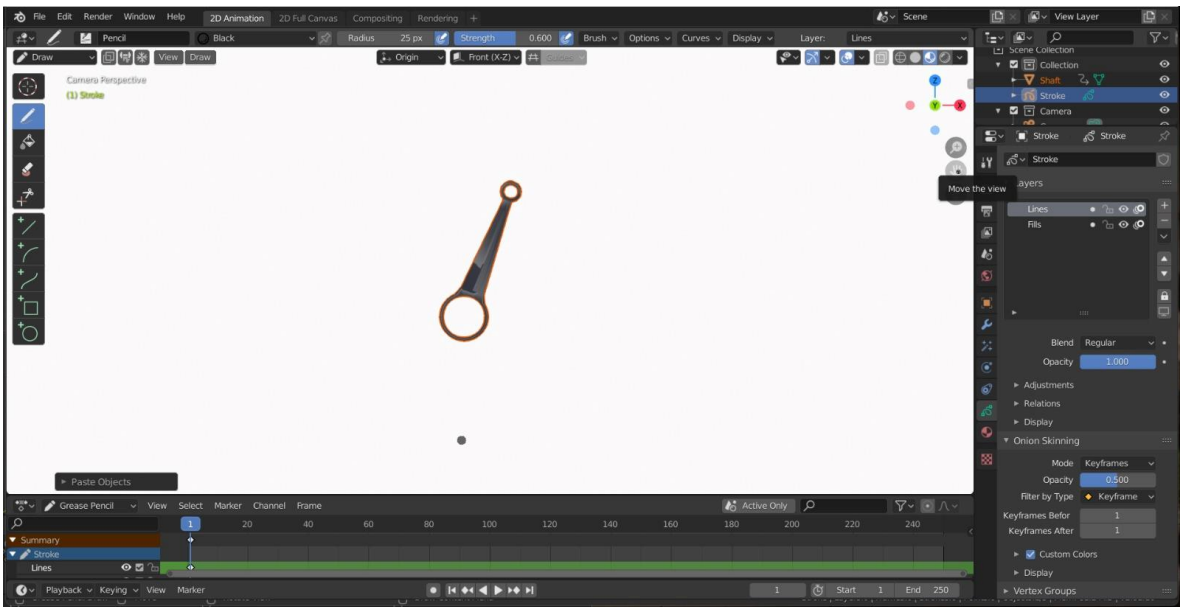 File Edit Render Window Help 2D Animation 2D Full Canvas Compositing Rendering + Scene View Layer
Pencil Black Radius 25 px Strength 0.600 Brush Options Curves Display Layer: Lines
Draw View Draw Origin Front (X-Z)
Scene Collection
Collection
Shaft
Stroke
Camera
Camera Perspective
(1) Stroke
Z
Y
X
Move the view
Stroke Stroke
Stroke
Layers
Lines
Fills
Blend Regular
Opacity 1.000
Adjustments
Relations
Display
Onion Skinning
Mode Keyframes
Opacity 0.500
Filter by Type Keyframe
Keyframes Befor 1
Keyframes After 1
Custom Colors
Display
Vertex Groups
Paste Objects
Grease Pencil View Select Marker Channel Frame Active Only
1 20 40 60 80 100 120 140 160 180 200 220 240
Summary
Stroke
Lines
Playback Keying View Marker 1 Start 1 End 250